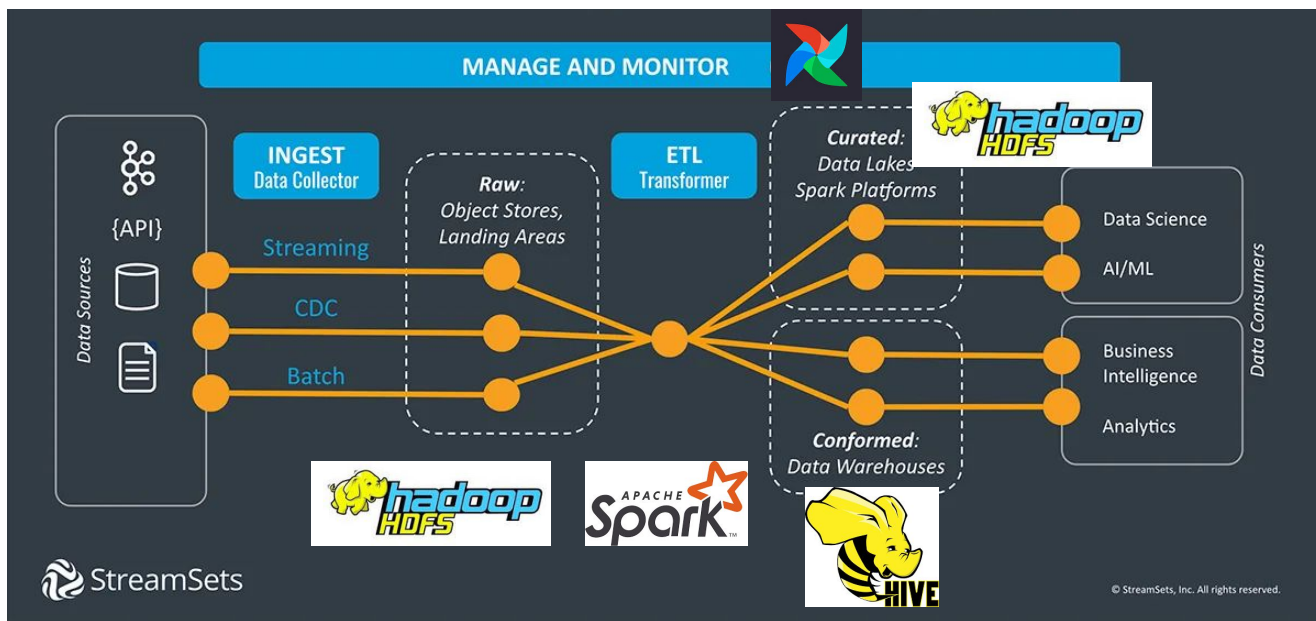 MANAGE AND MONITOR
hadoop
HDFS
INGEST
Data Collector
ETL
Transformer
Raw:
Object Stores,
Landing Areas
Curated:
Data Lakes
Spark Platforms
Data Sources
{API}
Streaming
CDC
Batch
Data Science
AI/ML
Business
Intelligence
Analytics
Data Consumers
Conformed:
Data Warehouses
hadoop
HDFS
APACHE
Spark™
HIVE
StreamSets
© StreamSets, Inc. All rights reserved.